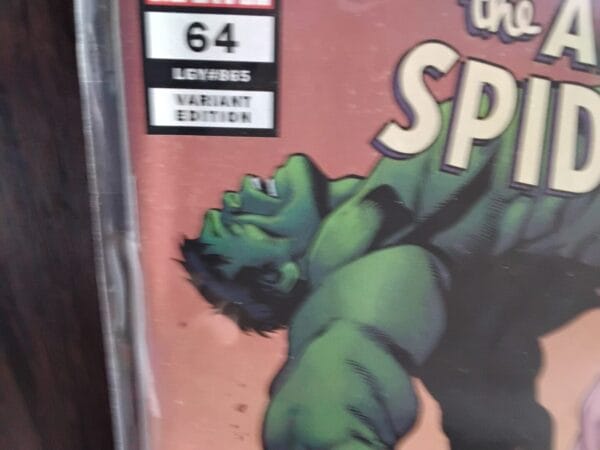 64
LGY#865
VARIANT
EDITION
the A
SPID